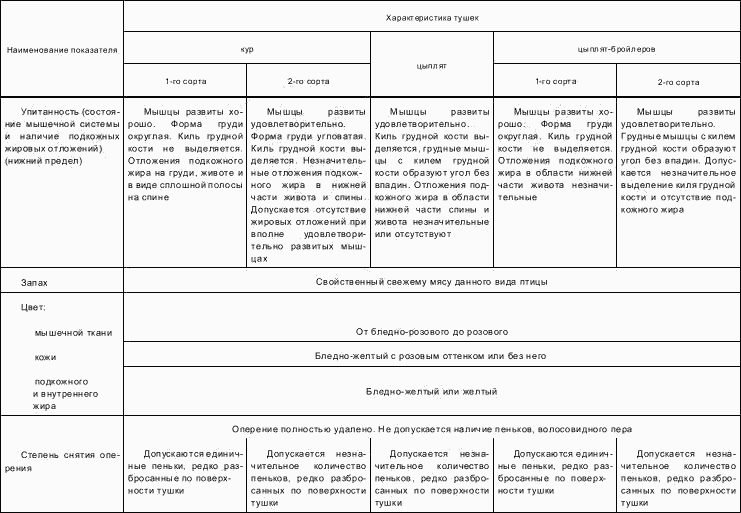 Наименование показателя
Характеристика тушек
кур
цыплят
цыплят-бройлеров
1-го сорта
2-го сорта
1-го сорта
2-го сорта
Упитанность (состоя-
ние мышечной системы
и наличие подкожных
жировых отложений)
(нижний предел)
Мышцы развиты хо-
рошо. Форма груди
округлая. Киль грудной
кости не выделяется.
Отложения подкожного
жира на груди, животе и
в виде сплошной полосы
на спине
Мышцы развиты
удовлетворительно.
Форма груди угловатая.
Киль грудной кости вы-
деляется. Незначитель-
ные отложения подкож-
ного жира в нижней
части живота и спины.
Допускается отсутствие
жировых отложений при
вполне удовлетвори-
тельно развитых мыш-
цах
Мышцы развиты
удовлетворительно.
Киль грудной кости вы-
деляется, грудные мыш-
цы с килем грудной
кости образуют угол без
впадин. Отложения под-
кожного жира в области
нижней части спины и
живота незначительные
или отсутствуют
Мышцы развиты хо-
рошо. Форма груди
округлая. Киль грудной
кости не выделяется.
Отложения подкожного
жира в области нижней
части живота незначи-
тельные
Мышцы развиты
удовлетворительно.
Грудные мышцы с килем
грудной кости образуют
угол без впадин. Допус-
кается незначительное
выделение киля грудной
кости и отсутствие под-
кожного жира
Запах
Свойственный свежему мясу данного вида птицы
Цвет:
мышечной ткани
От бледно-розового до розового
кожи
Бледно-желтый с розовым оттенком или без него
подкожного
и внутреннего
жира
Бледно-желтый или желтый
Степень снятия опе-
рения
Оперение полностью удалено. Не допускается наличие пеньков, волосовидного пера
Допускаются единич-
ные пеньки, редко раз-
бросанные по поверх-
ности тушки
Допускается незна-
чительное количество
пеньков, редко разбро-
санных по поверхности
тушки
Допускается незна-
чительное количество
пеньков, редко разбро-
санных по поверхности
тушки
Допускаются единич-
ные пеньки, редко раз-
бросанные по поверх-
ности тушки
Допускается незна-
чительное количество
пеньков, редко разбро-
санных по поверхности
тушки